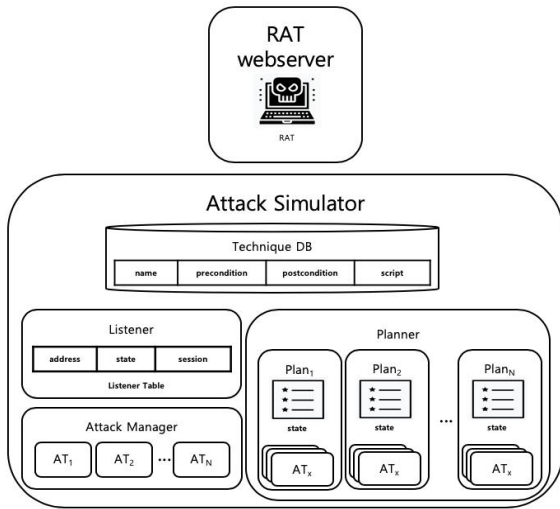 RAT
webserver
RAT
Attack Simulator
Technique DB
name precondition postcondition script
Listener
address state session
Listener Table
Attack Manager
AT1 AT2 ••• ATN
Planner
Plan1 Plan2 PlanN
state state ... state
ATx ATx ATx